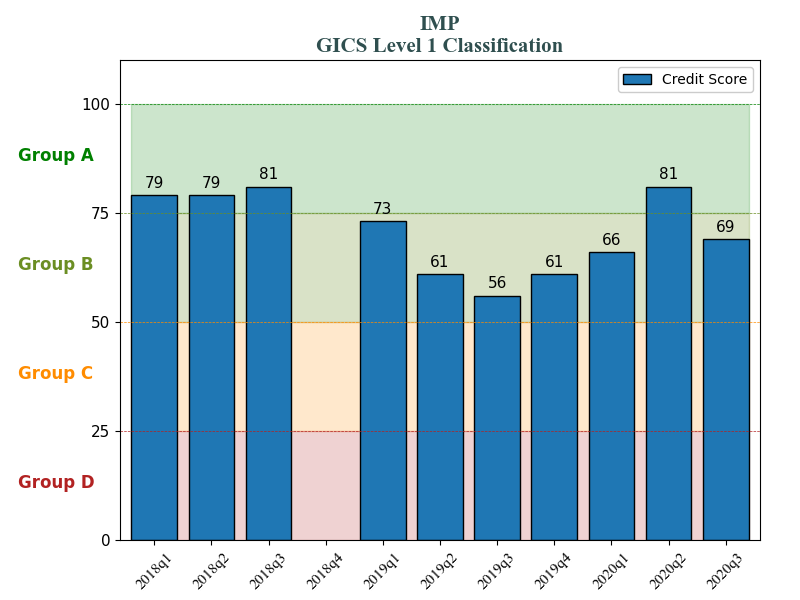 IMP
GICS Level 1 Classification
Credit Score
100
75
50
25
0
Group A
Group B
Group C
Group D
79
79
81
73
61
56
61
66
81
69
2018q1
2018q2
2018q3
2018q4
2019q1
2019q2
2019q3
2019q4
2020q1
2020q2
2020q3